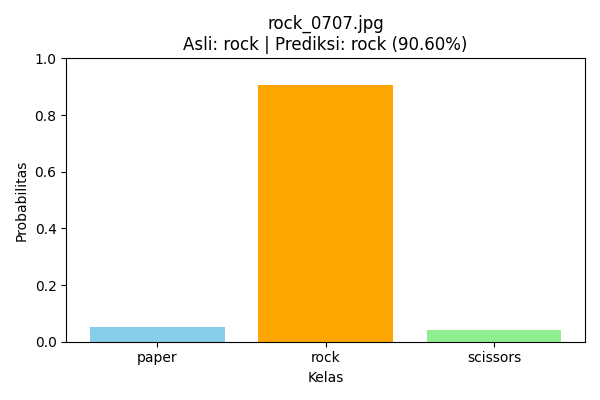 rock_0707.jpg
Asli: rock | Prediksi: rock (90.60%)
1.0
0.8
0.6
0.4
0.2
0.0
Probabilitas
paper rock scissors
Kelas